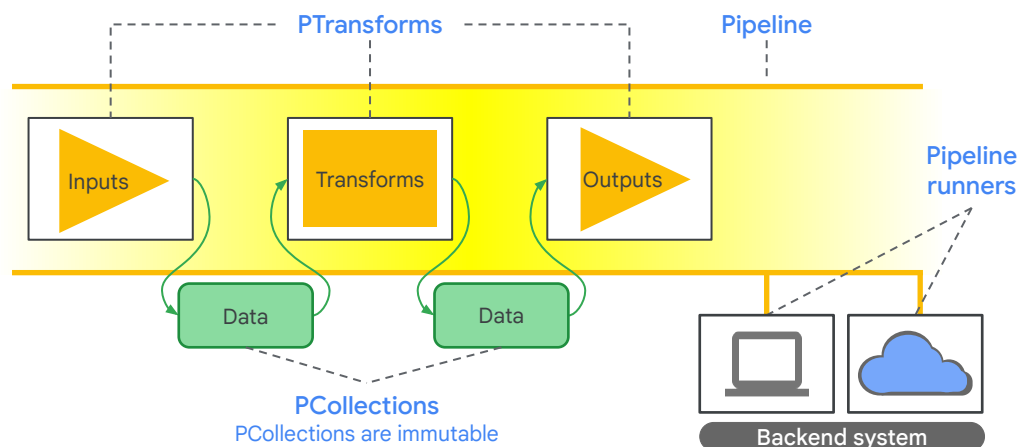 PTransforms
Pipeline
Inputs
Transforms
Outputs
Pipeline
runners
Data
Data
PCollections
PCollections are immutable
Backend system